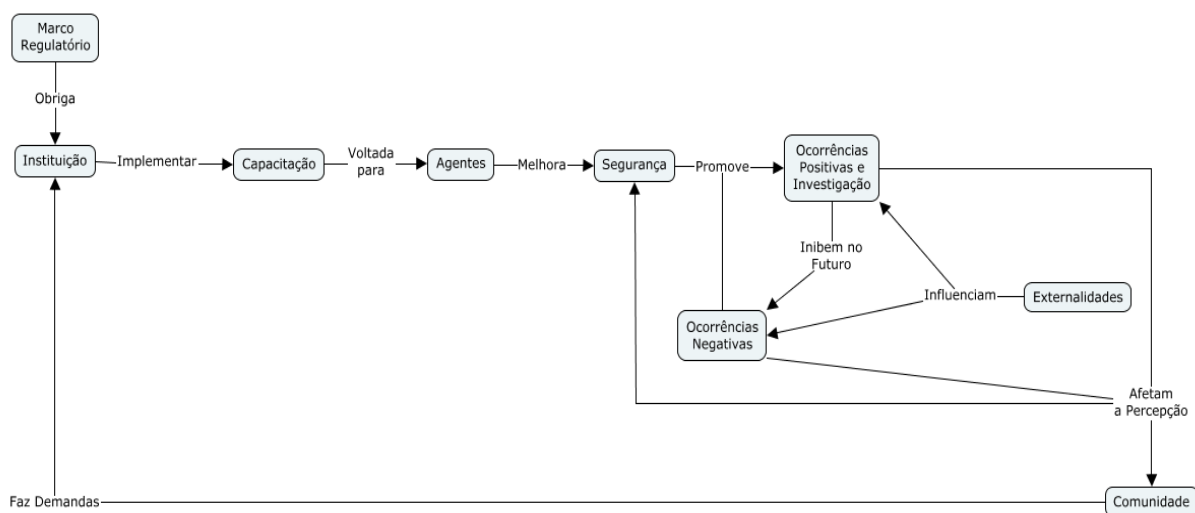 Marco
Regulatório
Obriga
Instituição
Implementar
Capacitação
Voltada
para
Agentes
Melhora
Segurança
Promove
Ocorrências
Positivas e
Investigação
Inibem no
Futuro
Influenciam
Externalidades
Ocorrências
Negativas
Afetam
a Percepção
Faz Demandas
Comunidade